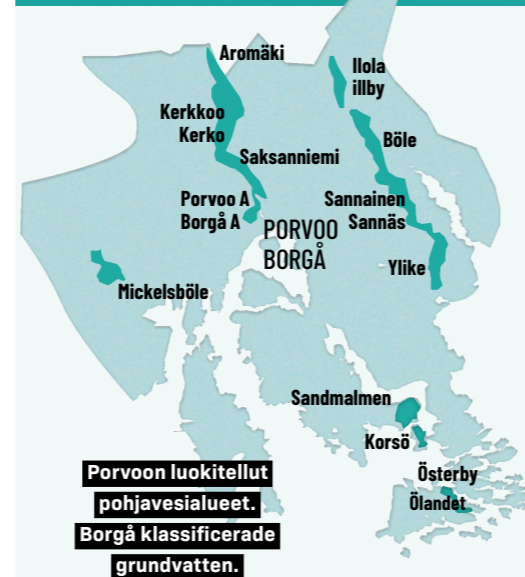 Aromäki
Ilola
illby
Kerkkoo
Kerko
Böle
Saksanniemi
Porvoo A
Borgå A
Sannainen
Sannäs
PORVOO
BORGÅ
Ylike
Mickelsböle
Sandmalmen
Korsö
Österby
Ölandet
Porvoon luokitellut
pohjavesialueet.
Borgå klassificerade
grundvatten.